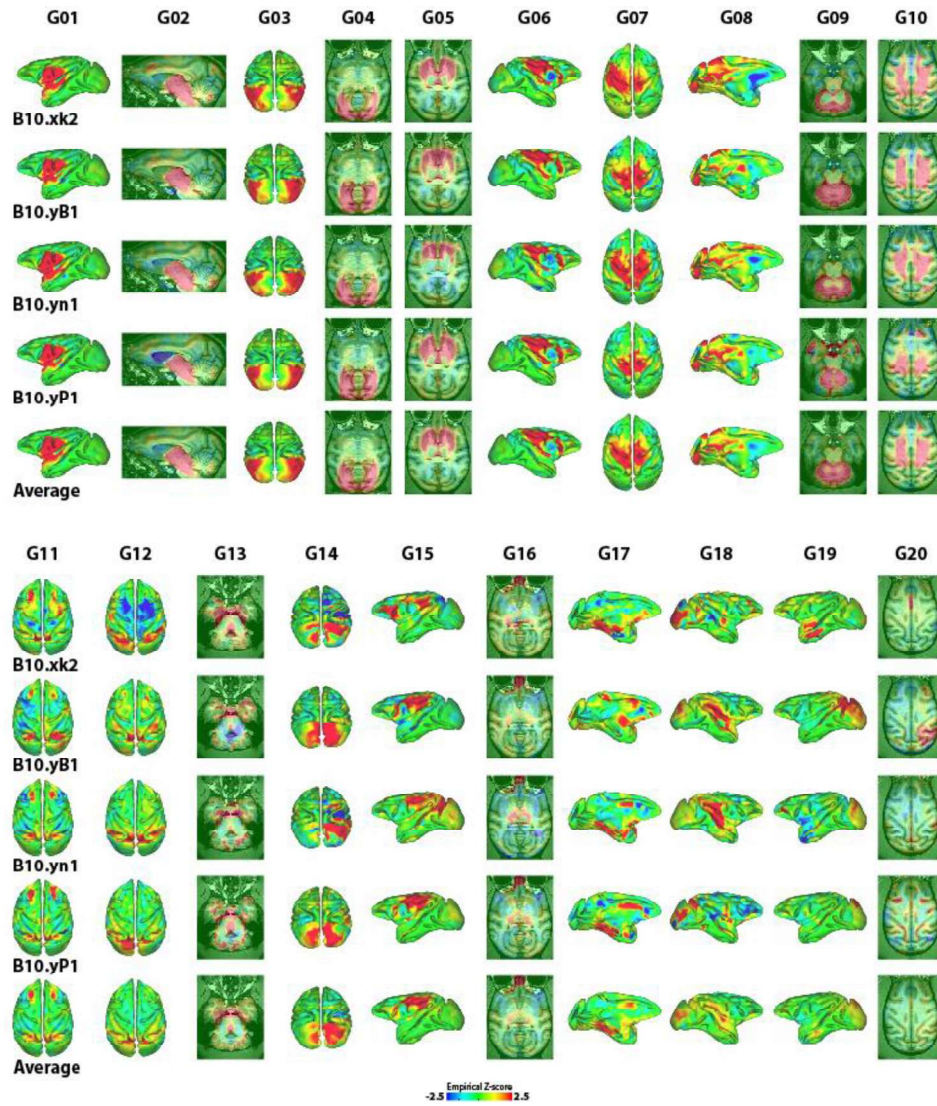 G01 G02 G03 G04 G05 G06 G07 G08 G09 G10
B10.xk2
B10.yB1
B10.yn1
B10.yP1
Average
G11 G12 G13 G14 G15 G16 G17 G18 G19 G20
B10.xk2
B10.yB1
B10.yn1
B10.yP1
Average
Empirical Z-score
-2.5 2.5